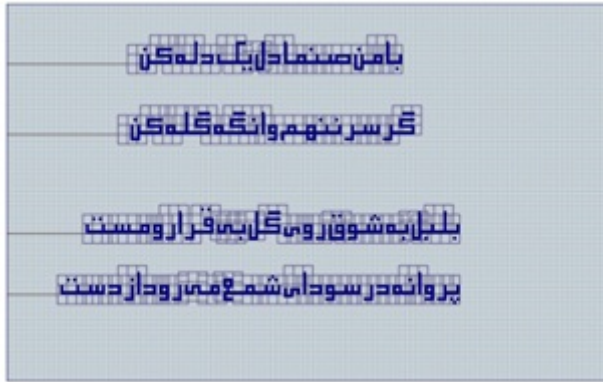 با من صنما دل یک دله کن
گر سر ننهم وانگه گله کن
بلبل به شوق روی گل بی قرار و مست
پروانه در سودای شمع می رود از دست